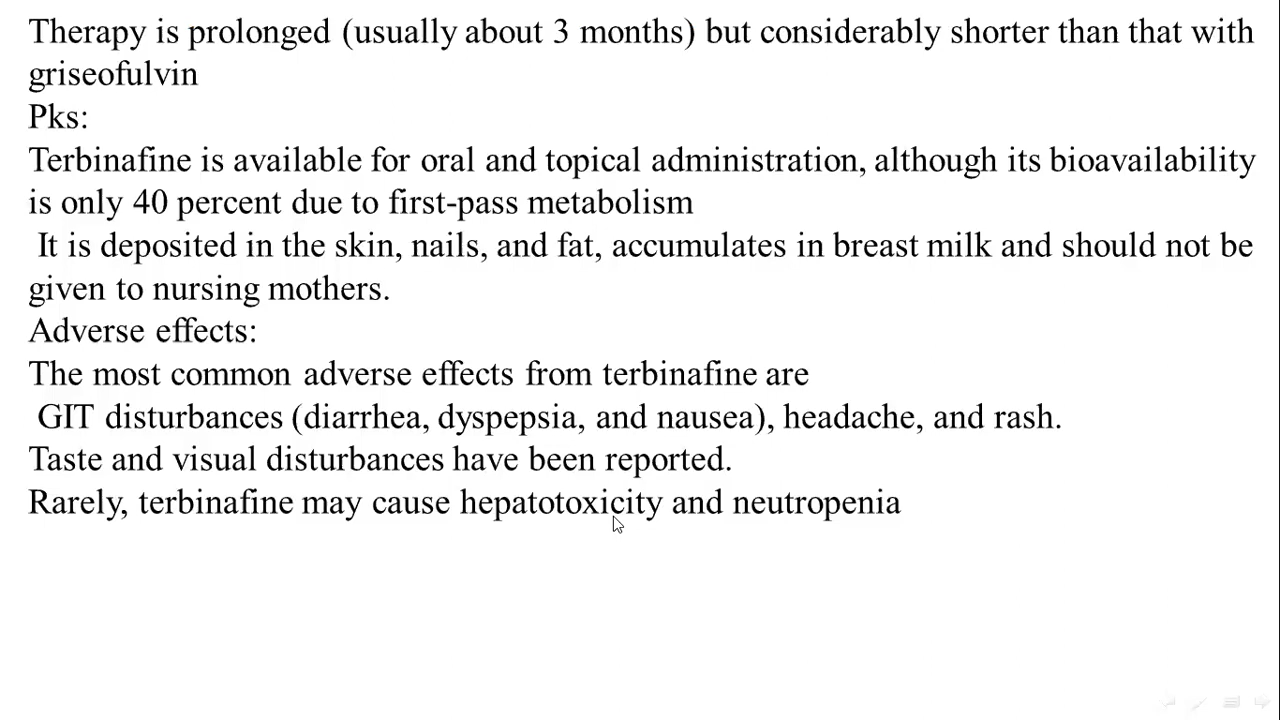 Therapy is prolonged (usually about 3 months) but considerably shorter than that with
griseofulvin
Pks:
Terbinafine is available for oral and topical administration, although its bioavailability
is only 40 percent due to first-pass metabolism
It is deposited in the skin, nails, and fat, accumulates in breast milk and should not be
given to nursing mothers.
Adverse effects:
The most common adverse effects from terbinafine are
GIT disturbances (diarrhea, dyspepsia, and nausea), headache, and rash.
Taste and visual disturbances have been reported.
Rarely, terbinafine may cause hepatotoxicity and neutropenia